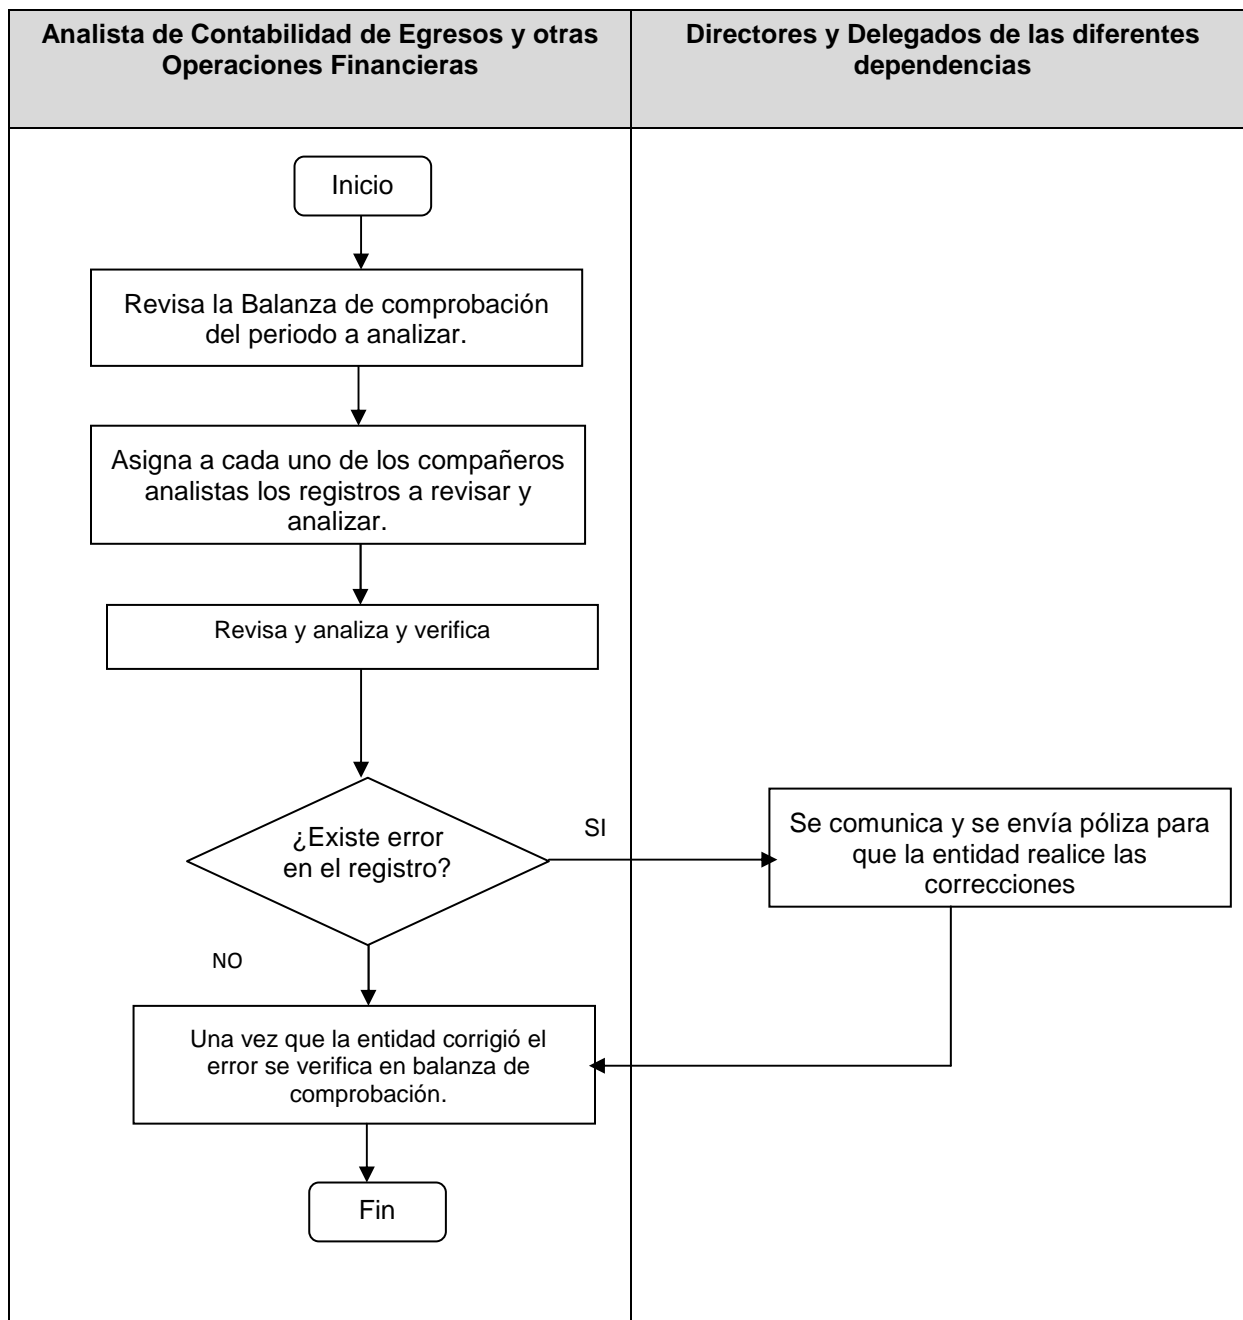 Analista de Contabilidad de Egresos y otras
Operaciones Financieras
Directores y Delegados de las diferentes
dependencias
Inicio
Revisa la Balanza de comprobación
del periodo a analizar.
Asigna a cada uno de los compañeros
analistas los registros a revisar y
analizar.
Revisa y analiza y verifica
¿Existe error
en el registro?
SI
Se comunica y se envía póliza para
que la entidad realice las
correcciones
NO
Una vez que la entidad corrigió el
error se verifica en balanza de
comprobación.
Fin